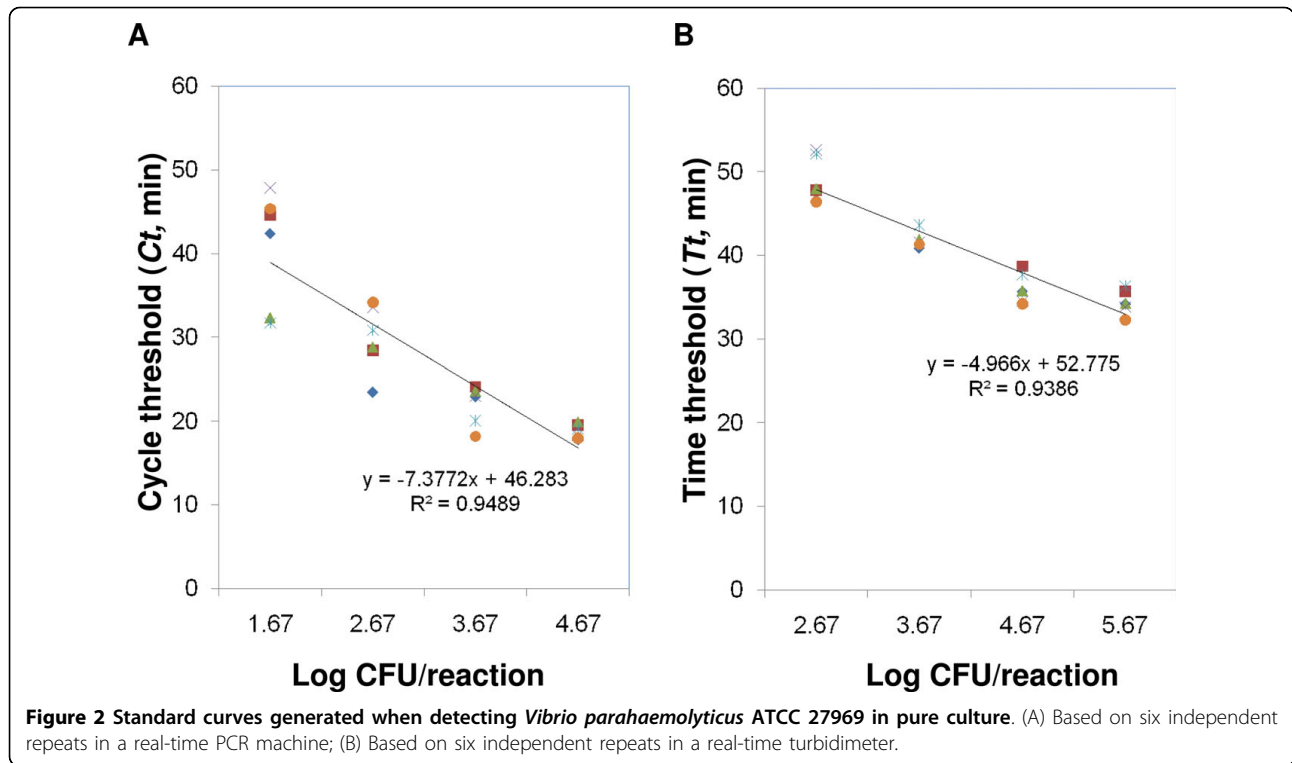 A
60
50
40
30
20
10
0
Cycle threshold (Ct, min)
y = -7.3772x + 46.283
R² = 0.9489
1.67 2.67 3.67 4.67
Log CFU/reaction
B
60
50
40
30
20
10
0
Time threshold (Tt, min)
y = -4.966x + 52.775
R² = 0.9386
2.67 3.67 4.67 5.67
Log CFU/reaction
Figure 2 Standard curves generated when detecting Vibrio parahaemolyticus ATCC 27969 in pure culture. (A) Based on six independent
repeats in a real-time PCR machine; (B) Based on six independent repeats in a real-time turbidimeter.